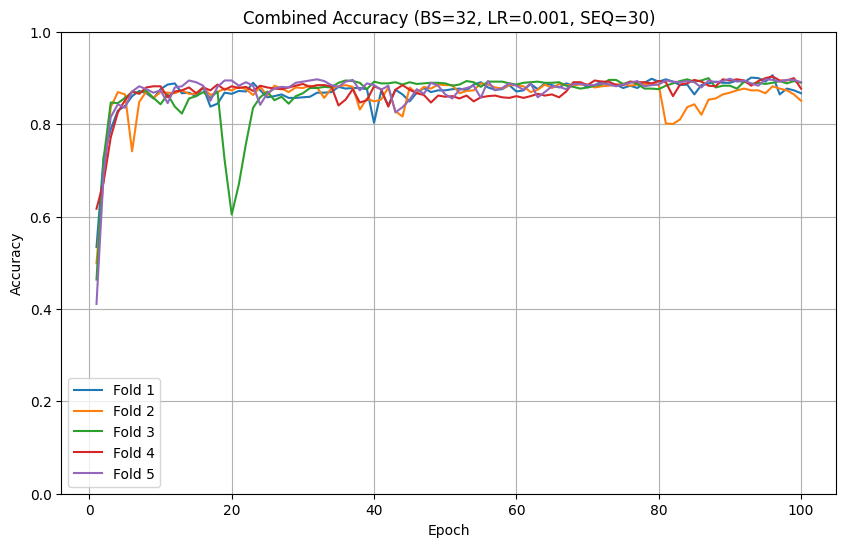 Combined Accuracy (BS=32, LR=0.001, SEQ=30)
1.0
0.8
0.6
0.4
0.2
0.0
Accuracy
Fold 1
Fold 2
Fold 3
Fold 4
Fold 5
0 20 40 60 80 100
Epoch